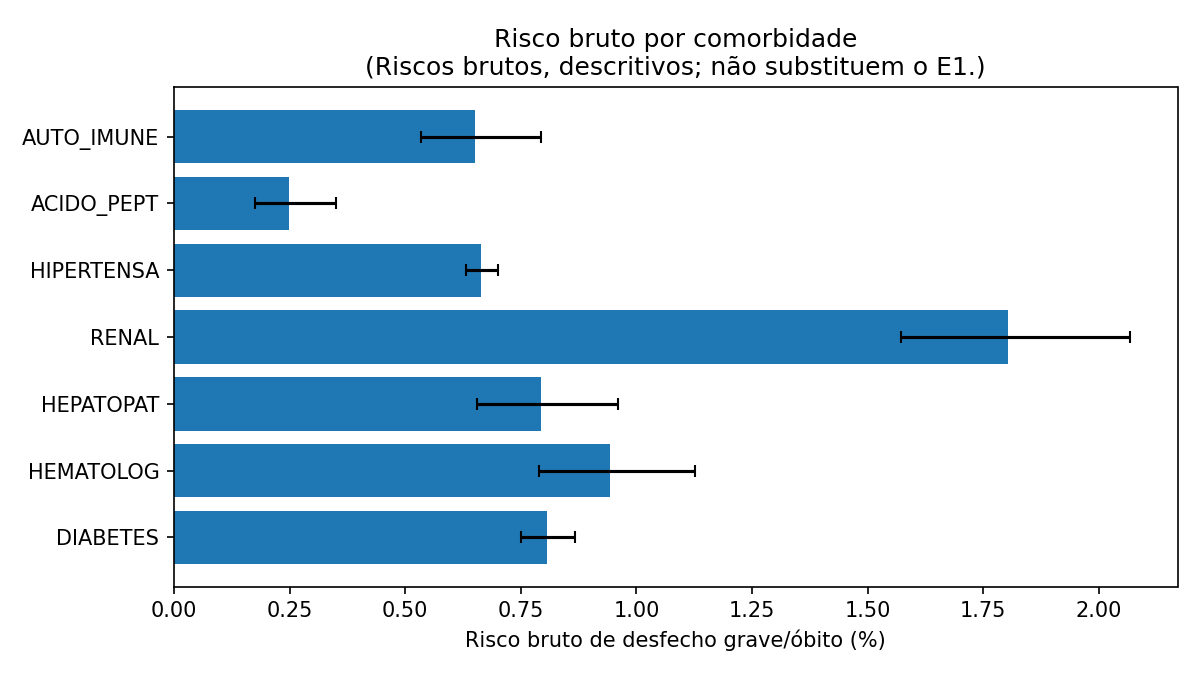 Risco bruto por comorbidade
(Riscos brutos, descritivos; não substituem o E1.)
AUTO_IMUNE
ACIDO_PEPT
HIPERTENSA
RENAL
HEPATOPAT
HEMATOLOG
DIABETES
0.00 0.25 0.50 0.75 1.00 1.25 1.50 1.75 2.00
Risco bruto de desfecho grave/óbito (%)